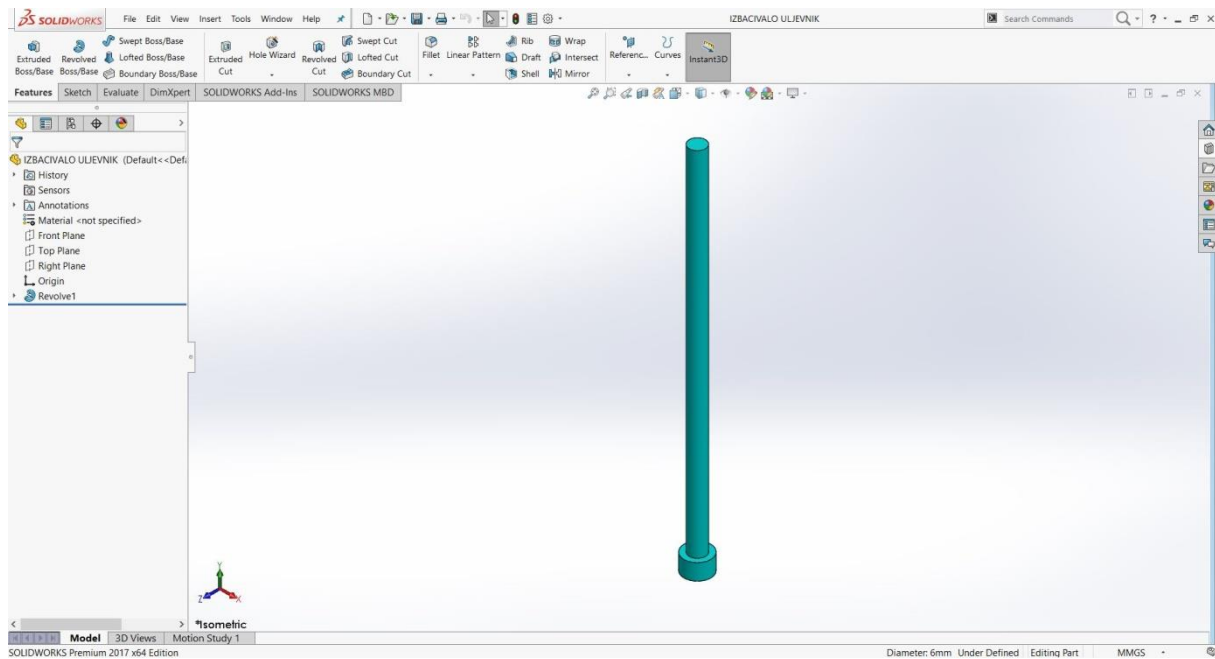 SOLIDWORKS File Edit View Insert Tools Window Help IZBACIVALO ULJEVNIK Search Commands ?
Extruded Boss/Base Revolved Boss/Base Swept Boss/Base Lofted Boss/Base Boundary Boss/Base Extruded Cut Hole Wizard Revolved Cut Swept Cut Lofted Cut Boundary Cut Fillet Linear Pattern Rib Draft Shell Wrap Intersect Mirror Referenc... Curves Instant3D
Features Sketch Evaluate DimXpert SOLIDWORKS Add-Ins SOLIDWORKS MBD
IZBACIVALO ULJEVNIK (Default<<Defa
History
Sensors
Annotations
Material <not specified>
Front Plane
Top Plane
Right Plane
Origin
Revolve1
Y
Z X
*Isometric
Model 3D Views Motion Study 1
SOLIDWORKS Premium 2017 x64 Edition Diameter: 6mm Under Defined Editing Part MMGS